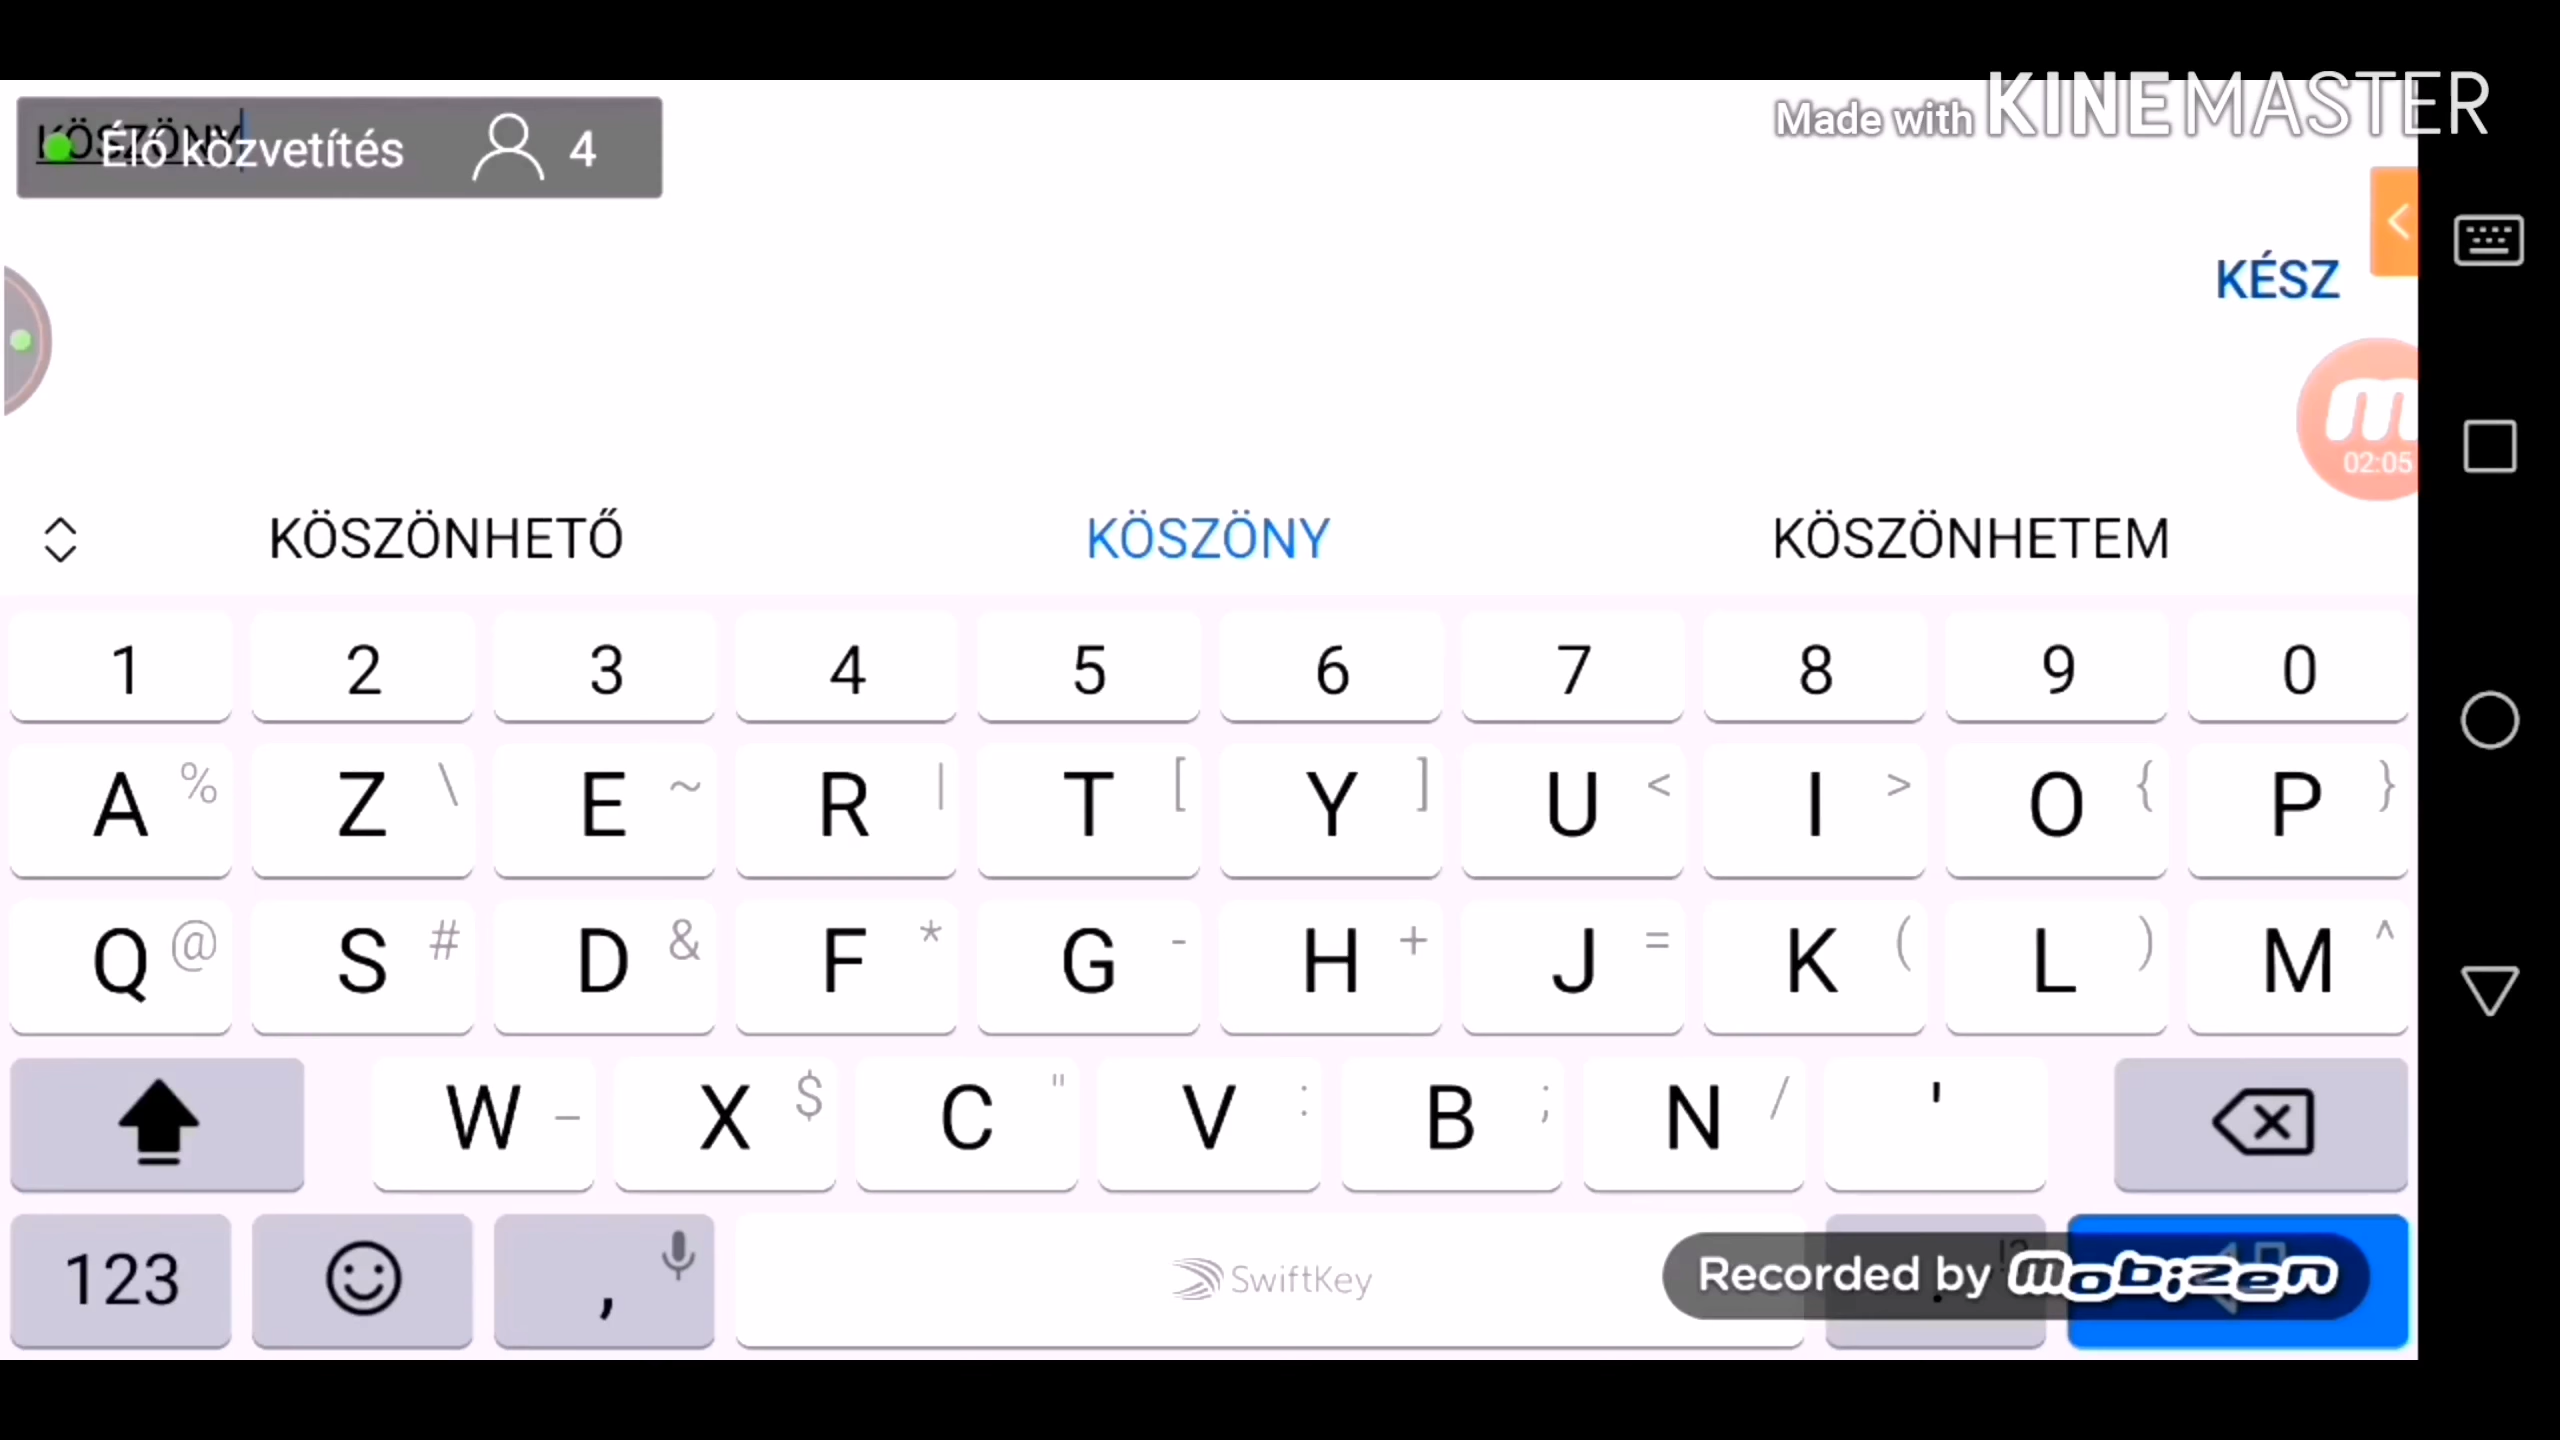 Made with KINEMASTER
KÖSZÖNY
Élő közvetítés 4
KÉSZ
m
02:05
KÖSZÖNHETŐ KÖSZÖNY KÖSZÖNHETEM
1 2 3 4 5 6 7 8 9 0
A % Z \ E ~ R | T [ Y ] U < I > O { P }
Q @ S # D & F * G - H + J = K ( L ) M ^
W _ X $ C " V : B ; N / '
123 , SwiftKey . !?
Recorded by mobizen